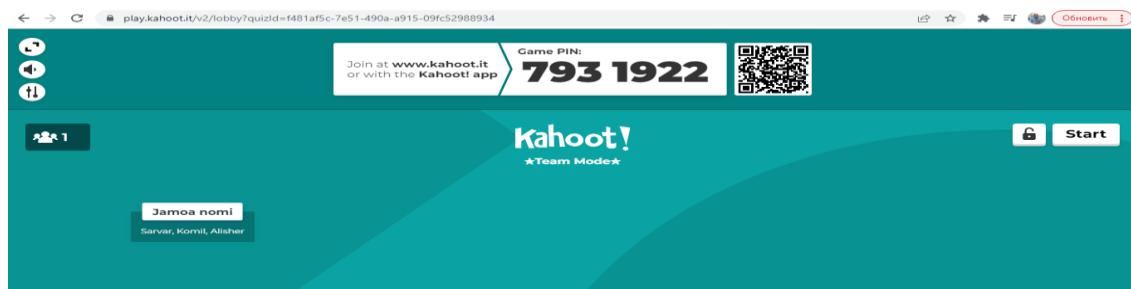 play.kahoot.it/v2/lobby?quizId=f481af5c-7e51-490a-a915-09fc52988934
Обновить
Join at www.kahoot.it
or with the Kahoot! app
Game PIN:
793 1922
1
Kahoot!
★Team Mode★
Start
Jamoa nomi
Sarvar, Komil, Alisher